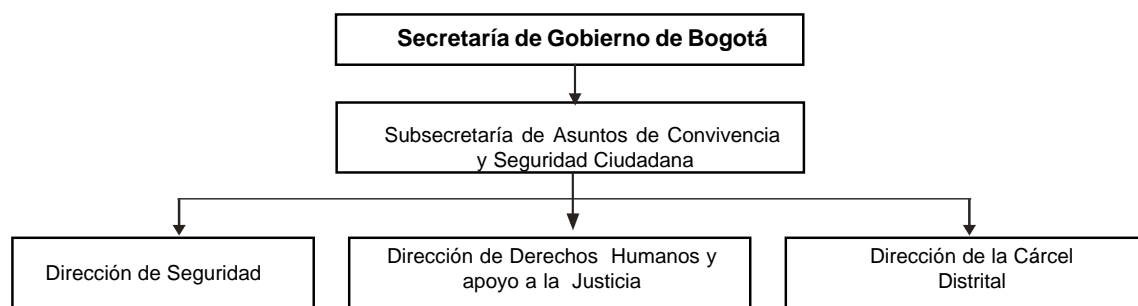 Secretaría de Gobierno de Bogotá
Subsecretaría de Asuntos de Convivencia
y Seguridad Ciudadana
Dirección de Seguridad
Dirección de Derechos Humanos y
apoyo a la Justicia
Dirección de la Cárcel
Distrital